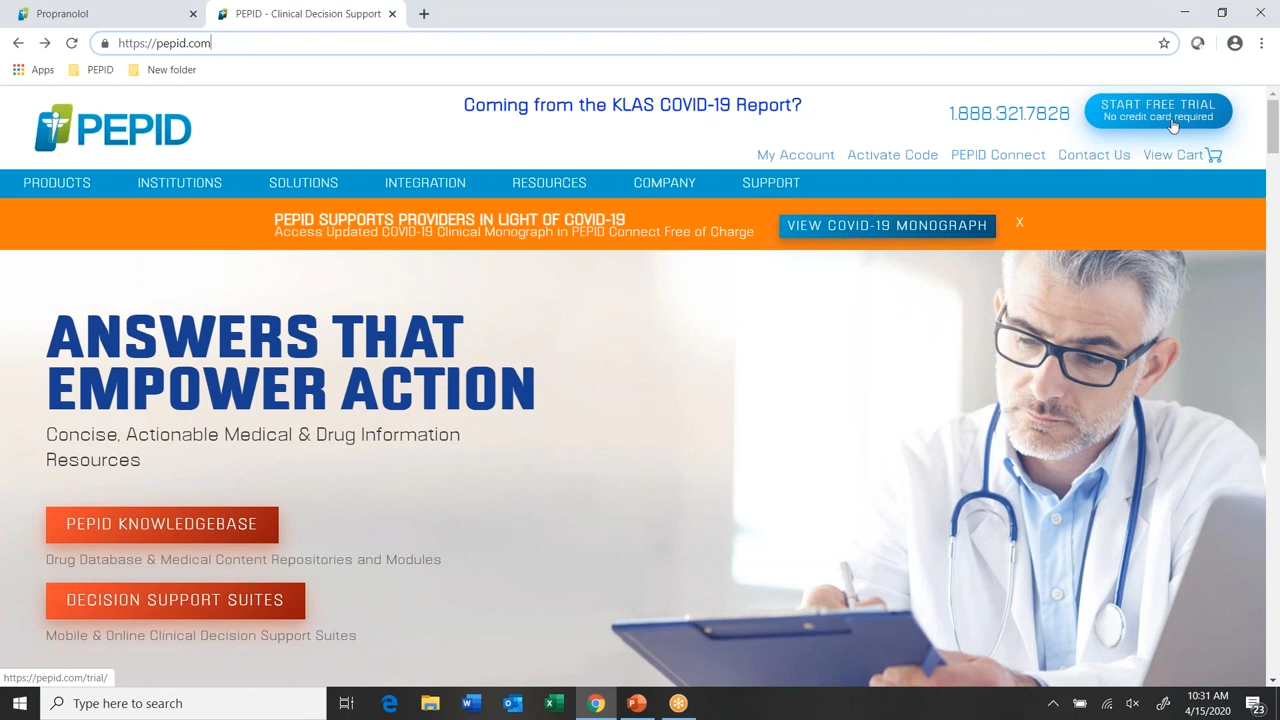 Propranolol
PEPID - Clinical Decision Support
https://pepid.com
Apps
PEPID
New folder
PEPID
Coming from the KLAS COVID-19 Report?
1.888.321.7828
START FREE TRIAL
No credit card required
My Account
Activate Code
PEPID Connect
Contact Us
View Cart
PRODUCTS
INSTITUTIONS
SOLUTIONS
INTEGRATION
RESOURCES
COMPANY
SUPPORT
PEPID SUPPORTS PROVIDERS IN LIGHT OF COVID-19
Access Updated COVID-19 Clinical Monograph in PEPID Connect Free of Charge
VIEW COVID-19 MONOGRAPH
X
ANSWERS THAT
EMPOWER ACTION
Concise, Actionable Medical & Drug Information
Resources
PEPID KNOWLEDGEBASE
Drug Database & Medical Content Repositories and Modules
DECISION SUPPORT SUITES
Mobile & Online Clinical Decision Support Suites
https://pepid.com/trial/
Type here to search
10:31 AM
4/15/2020
23